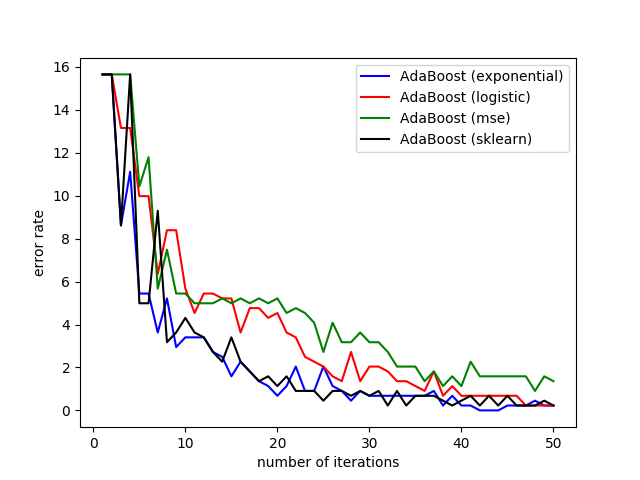 AdaBoost (exponential)
AdaBoost (logistic)
AdaBoost (mse)
AdaBoost (sklearn)
error rate
16
14
12
10
8
6
4
2
0
0 10 20 30 40 50
number of iterations